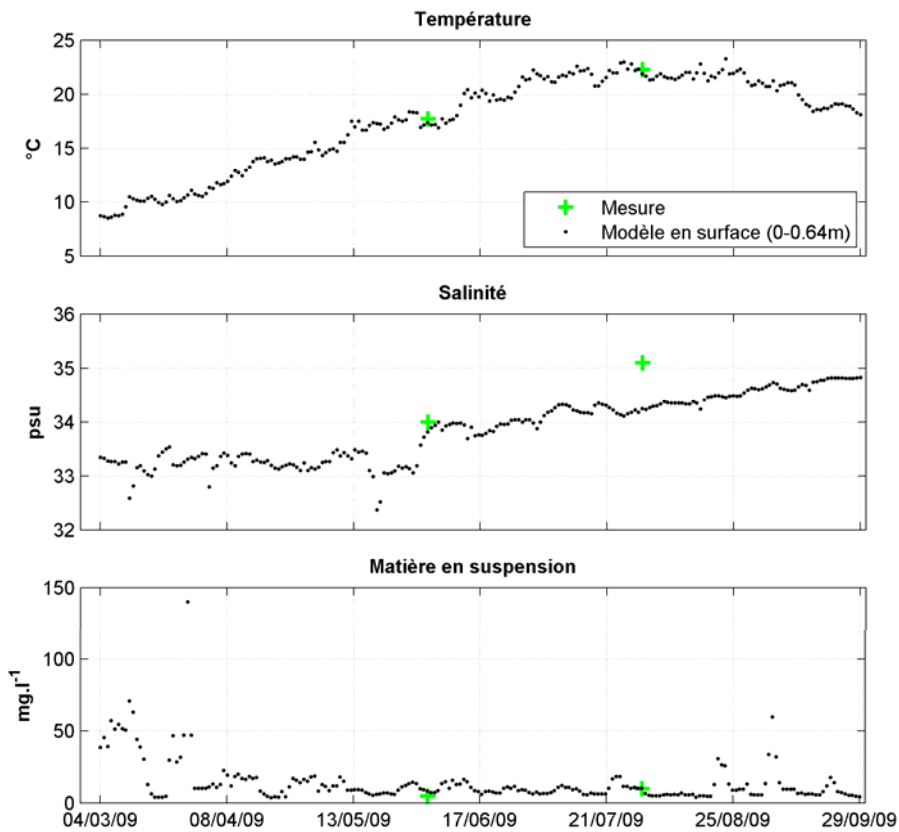 Température
25
20
15
10
5
°C
Mesure
Modèle en surface (0-0.64m)
Salinité
36
35
34
33
32
psu
Matière en suspension
150
100
50
0
mg.l-1
04/03/09 08/04/09 13/05/09 17/06/09 21/07/09 25/08/09 29/09/09